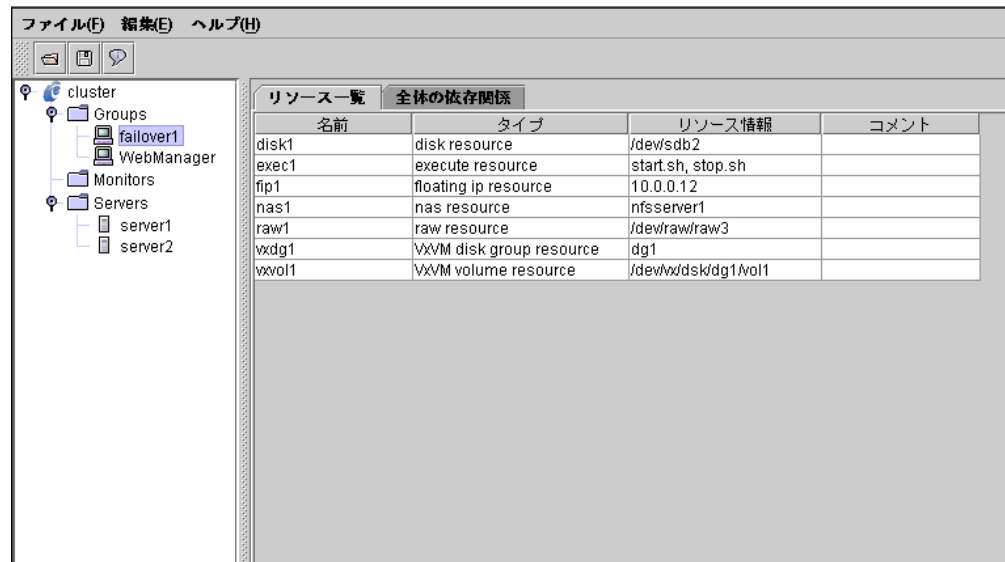 ファイル(F) 編集(E) ヘルプ(H)
cluster
Groups
failover1
WebManager
Monitors
Servers
server1
server2
リソース一覧 全体の依存関係
名前 タイプ リソース情報 コメント
disk1 disk resource /dev/sdb2
exec1 execute resource start.sh, stop.sh
fip1 floating ip resource 10.0.0.12
nas1 nas resource nfsserver1
raw1 raw resource /dev/raw/raw3
vxdg1 VxVM disk group resource dg1
vxvol1 VxVM volume resource /dev/vx/dsk/dg1/vol1